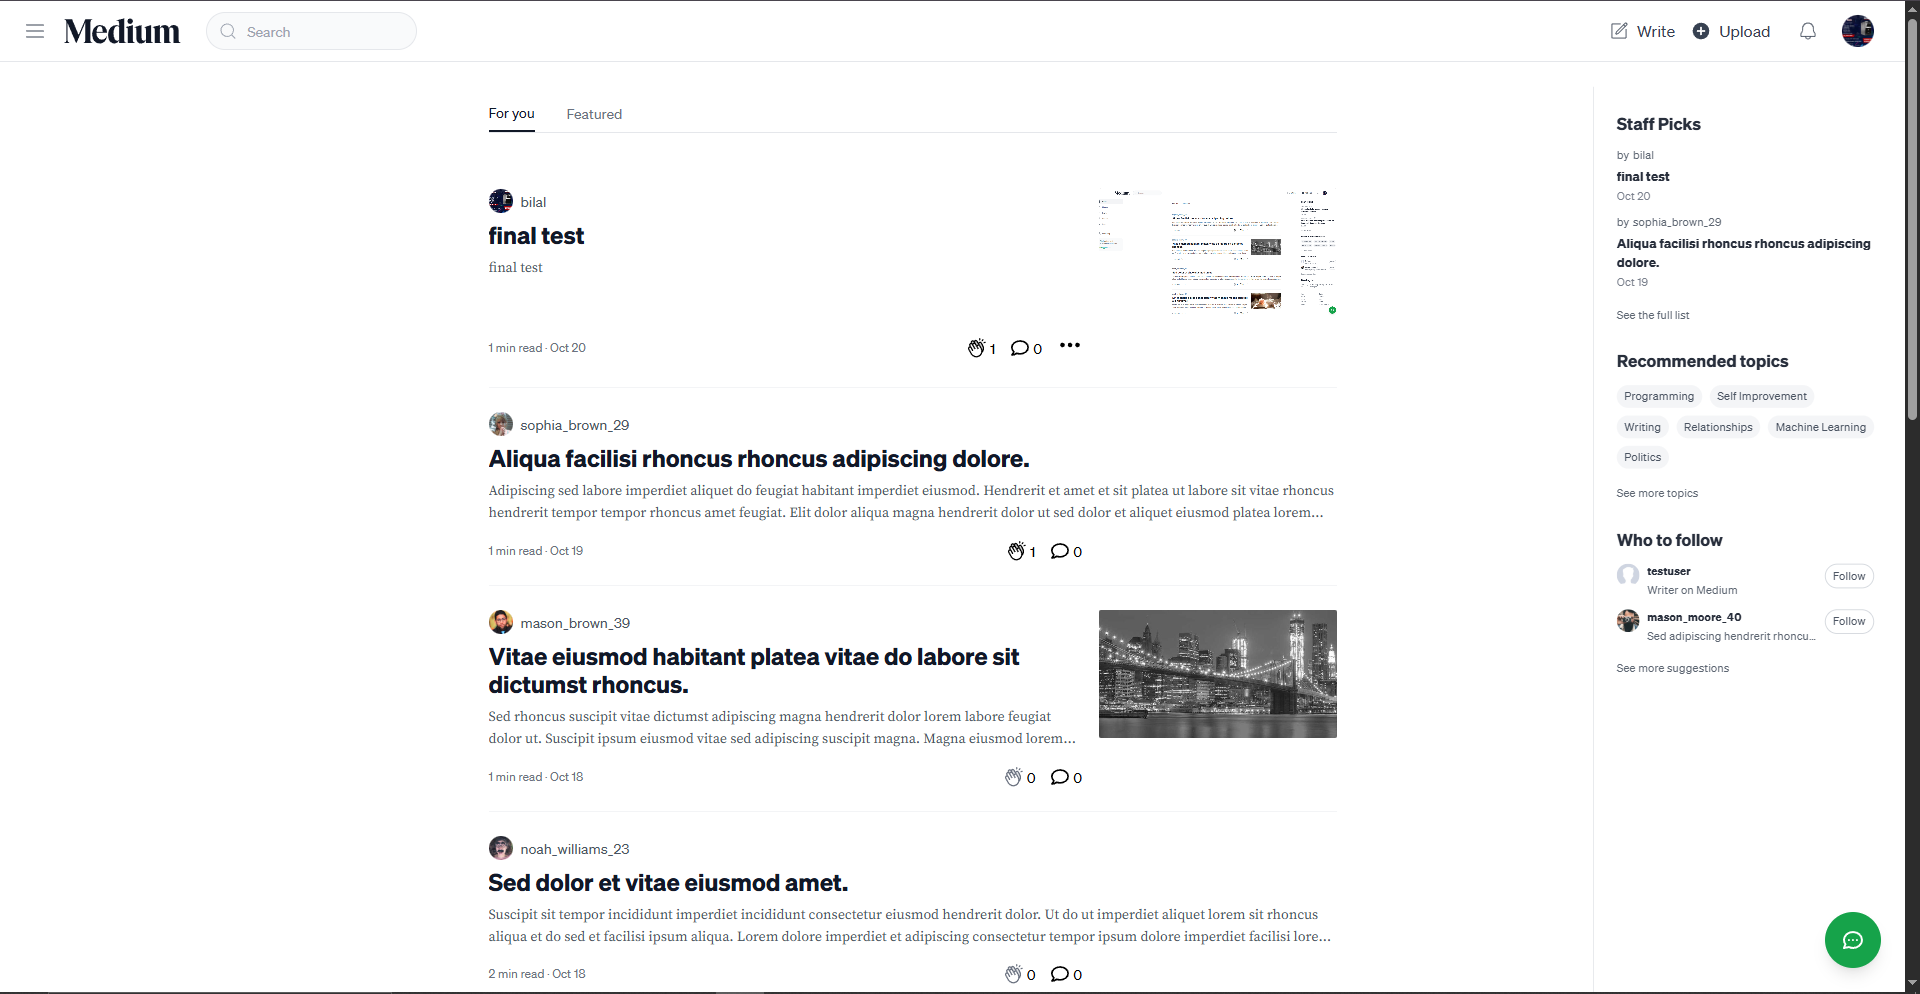 Medium
Search
Write
Upload
For you
Featured
bilal
final test
final test
1 min read · Oct 20
1
0
sophia_brown_29
Aliqua facilisi rhoncus rhoncus adipiscing dolore.
Adipiscing sed labore imperdiet aliquet do feugiat habitant imperdiet eiusmod. Hendrerit et amet et sit platea ut labore sit vitae rhoncus
hendrerit tempor tempor rhoncus amet feugiat. Elit dolor aliqua magna hendrerit dolor ut sed dolor et aliquet eiusmod platea lorem...
1 min read · Oct 19
1
0
mason_brown_39
Vitae eiusmod habitant platea vitae do labore sit
dictumst rhoncus.
Sed rhoncus suscipit vitae dictumst adipiscing magna hendrerit dolor lorem labore feugiat
dolor ut. Suscipit ipsum eiusmod vitae sed adipiscing suscipit magna. Magna eiusmod lorem...
1 min read · Oct 18
0
0
noah_williams_23
Sed dolor et vitae eiusmod amet.
Suscipit sit tempor incididunt imperdiet incididunt consectetur eiusmod hendrerit dolor. Ut do ut imperdiet aliquet lorem sit rhoncus
aliqua et do sed et facilisi ipsum aliqua. Lorem dolore imperdiet et adipiscing consectetur tempor ipsum dolore imperdiet facilisi lore...
2 min read · Oct 18
0
0
Staff Picks
by bilal
final test
Oct 20
by sophia_brown_29
Aliqua facilisi rhoncus rhoncus adipiscing
dolore.
Oct 19
See the full list
Recommended topics
Programming
Self Improvement
Writing
Relationships
Machine Learning
Politics
See more topics
Who to follow
testuser
Writer on Medium
Follow
mason_moore_40
Sed adipiscing hendrerit rhoncu...
Follow
See more suggestions